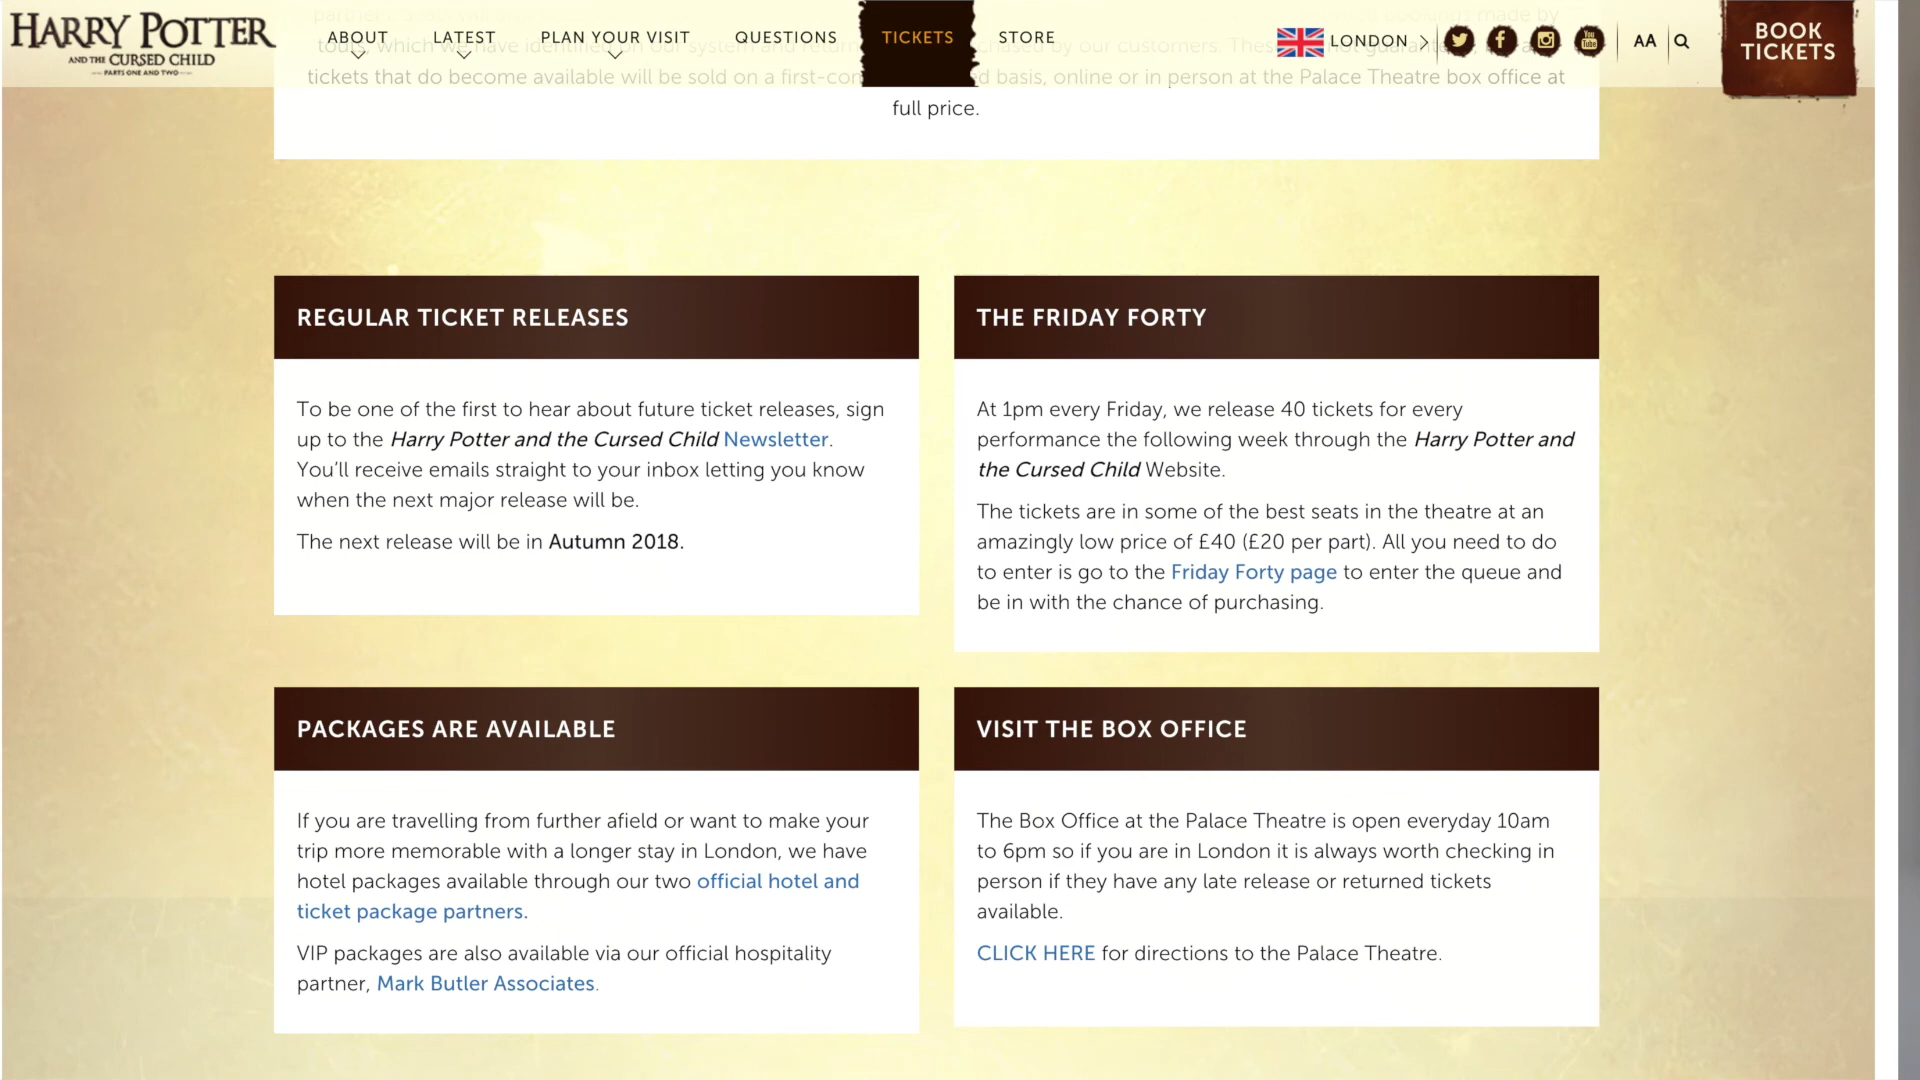 HARRY POTTER
AND THE CURSED CHILD
PARTS ONE AND TWO
ABOUT
LATEST
PLAN YOUR VISIT
QUESTIONS
TICKETS
STORE
LONDON
You
Tube
AA
BOOK
TICKETS
which we have identified on our system and by our customers.
tickets that do become available will be sold on a basis, online or in person at the Palace Theatre box office at
full price.
REGULAR TICKET RELEASES
To be one of the first to hear about future ticket releases, sign
up to the Harry Potter and the Cursed Child Newsletter.
You'll receive emails straight to your inbox letting you know
when the next major release will be.
The next release will be in Autumn 2018.
THE FRIDAY FORTY
At 1pm every Friday, we release 40 tickets for every
performance the following week through the Harry Potter and
the Cursed Child Website.
The tickets are in some of the best seats in the theatre at an
amazingly low price of £40 (£20 per part). All you need to do
to enter is go to the Friday Forty page to enter the queue and
be in with the chance of purchasing.
PACKAGES ARE AVAILABLE
If you are travelling from further afield or want to make your
trip more memorable with a longer stay in London, we have
hotel packages available through our two official hotel and
ticket package partners.
VIP packages are also available via our official hospitality
partner, Mark Butler Associates.
VISIT THE BOX OFFICE
The Box Office at the Palace Theatre is open everyday 10am
to 6pm so if you are in London it is always worth checking in
person if they have any late release or returned tickets
available.
CLICK HERE for directions to the Palace Theatre.